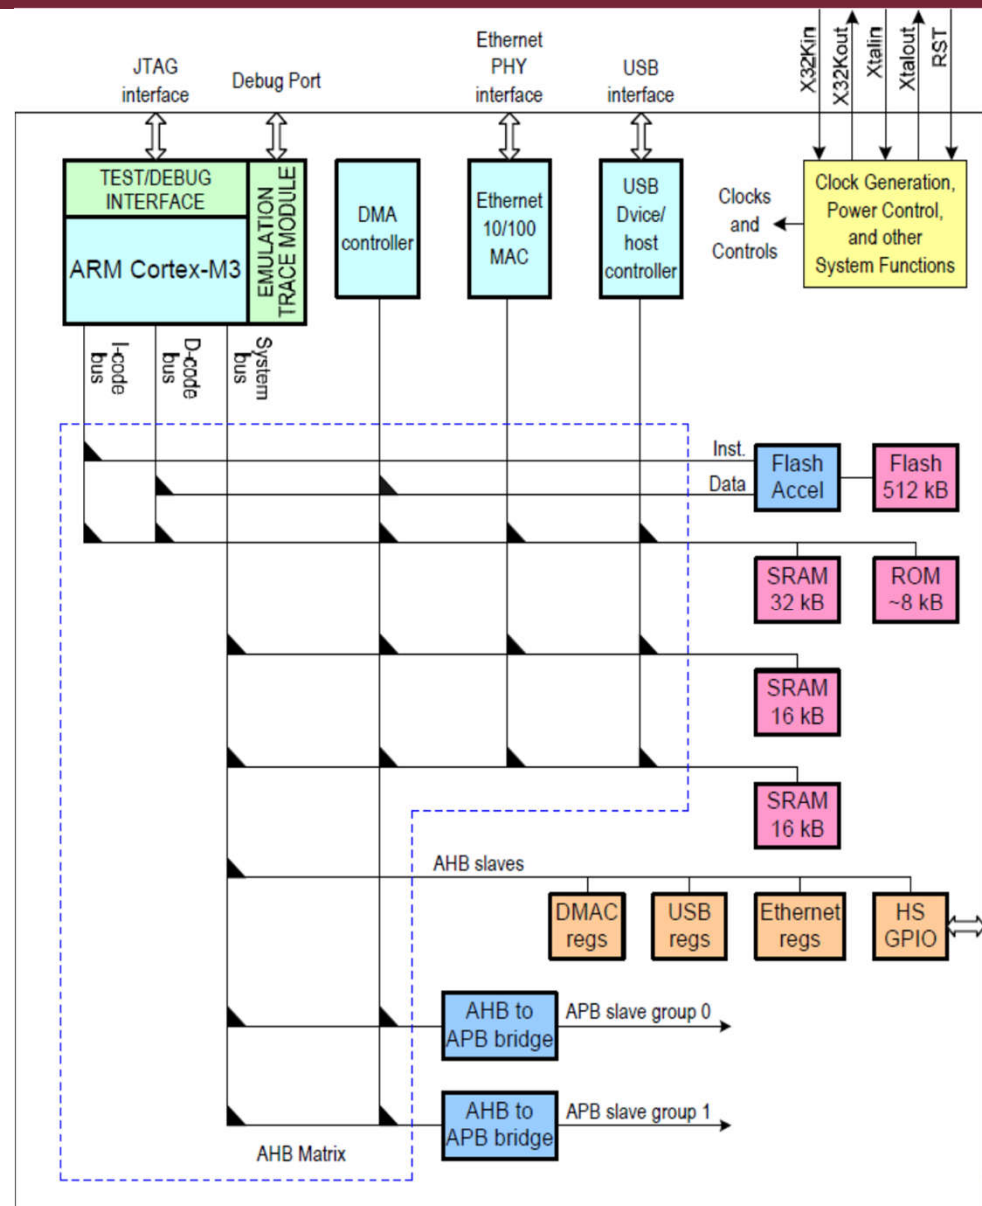 JTAG
interface
Debug Port
Ethernet
PHY
interface
USB
interface
X32Kin
X32Kout
Xtalin
Xtalout
RST
TEST/DEBUG
INTERFACE
ARM Cortex-M3
EMULATION
TRACE MODULE
DMA
controller
Ethernet
10/100
MAC
USB
Dvice/
host
controller
Clocks
and
Controls
Clock Generation,
Power Control,
and other
System Functions
I-code
bus
D-code
bus
System
bus
Inst.
Data
Flash
Accel
Flash
512 kB
SRAM
32 kB
ROM
~8 kB
SRAM
16 kB
SRAM
16 kB
AHB slaves
DMAC
regs
USB
regs
Ethernet
regs
HS
GPIO
AHB to
APB bridge
APB slave group 0
AHB to
APB bridge
APB slave group 1
AHB Matrix